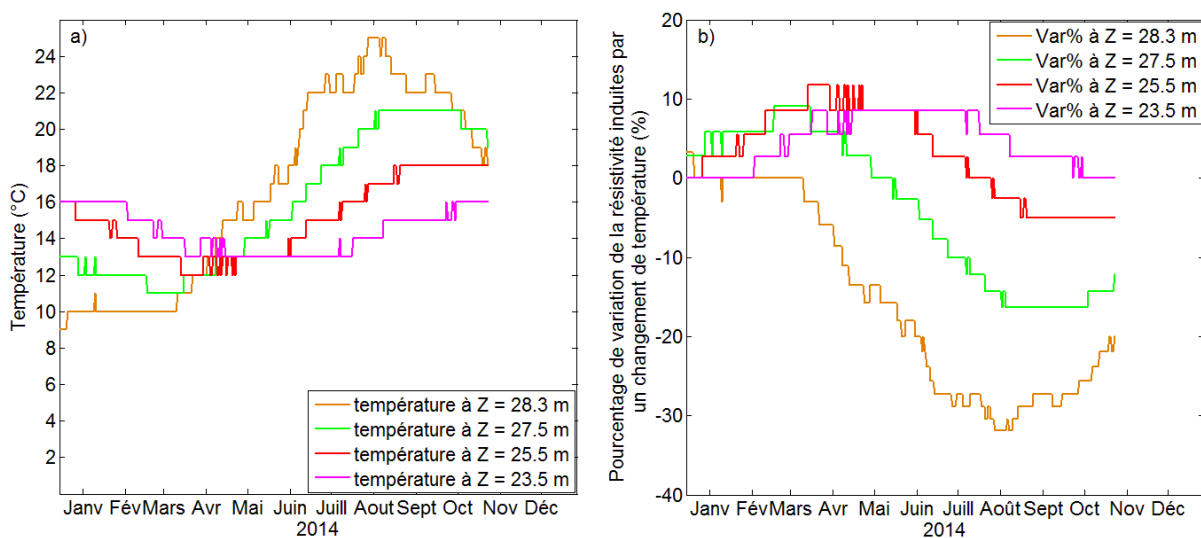 a)
Température (°C)
24
22
20
18
16
14
12
10
8
6
4
2
température à Z = 28.3 m
température à Z = 27.5 m
température à Z = 25.5 m
température à Z = 23.5 m
Janv Fév Mars Avr Mai Juin Juill Aout Sept Oct Nov Déc
2014
b)
Pourcentage de variation de la résistivité induites par
un changement de température (%)
20
10
0
-10
-20
-30
-40
Var% à Z = 28.3 m
Var% à Z = 27.5 m
Var% à Z = 25.5 m
Var% à Z = 23.5 m
Janv Fév Mars Avr Mai Juin Juill Août Sept Oct Nov Déc
2014